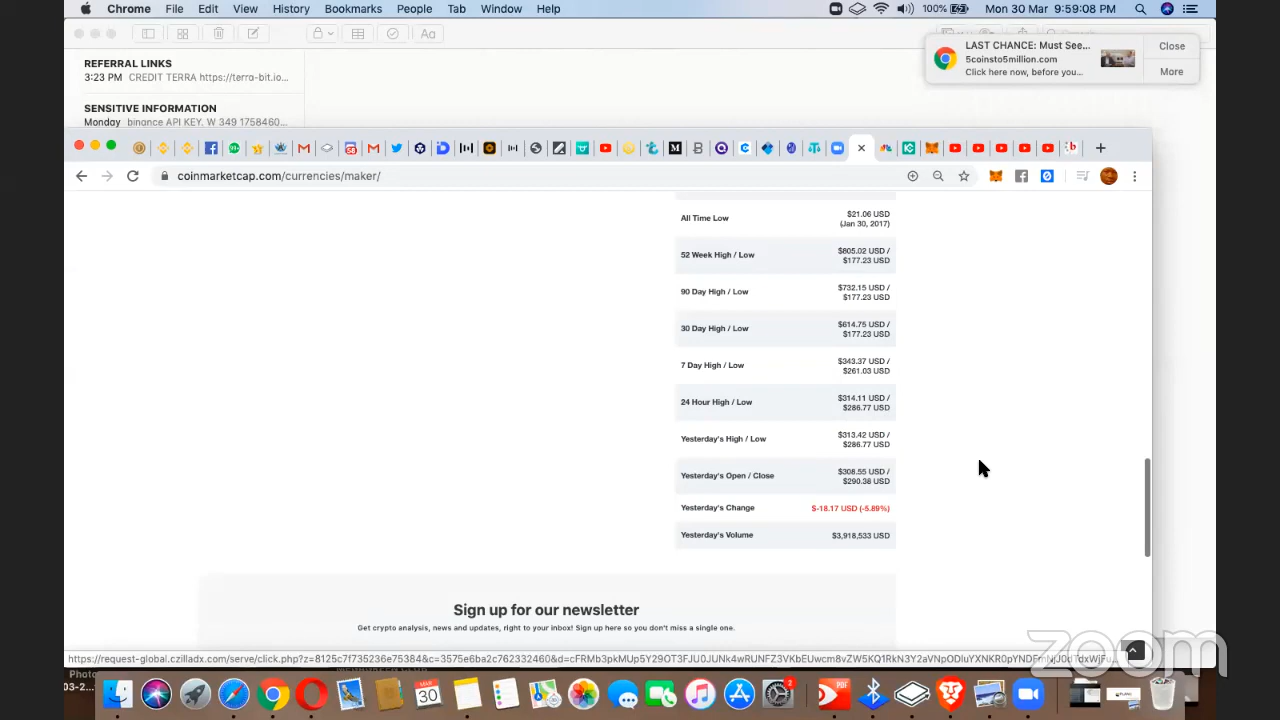 Chrome File Edit View History Bookmarks People Tab Window Help 100% Mon 30 Mar 9:59:08 PM
Aa
REFERRAL LINKS
3:23 PM CREDIT TERRA https://terra-bit.io...
SENSITIVE INFORMATION
Monday binance API KEY. W 349 1758460...
LAST CHANCE: Must See...
5coinsto5million.com
Click here now, before you...
Close
More
coinmarketcap.com/currencies/maker/
All Time Low $21.06 USD
(Jan 30, 2017)
52 Week High / Low $805.02 USD /
$177.23 USD
90 Day High / Low $732.15 USD /
$177.23 USD
30 Day High / Low $614.75 USD /
$177.23 USD
7 Day High / Low $343.37 USD /
$261.03 USD
24 Hour High / Low $314.11 USD /
$286.77 USD
Yesterday's High / Low $313.42 USD /
$286.77 USD
Yesterday's Open / Close $308.55 USD /
$290.38 USD
Yesterday's Change $-18.17 USD (-5.89%)
Yesterday's Volume $3,918,533 USD
Sign up for our newsletter
Get crypto analysis, news and updates, right to your inbox! Sign up here so you don't miss a single one.
zoom
MAR
30
PDF
2